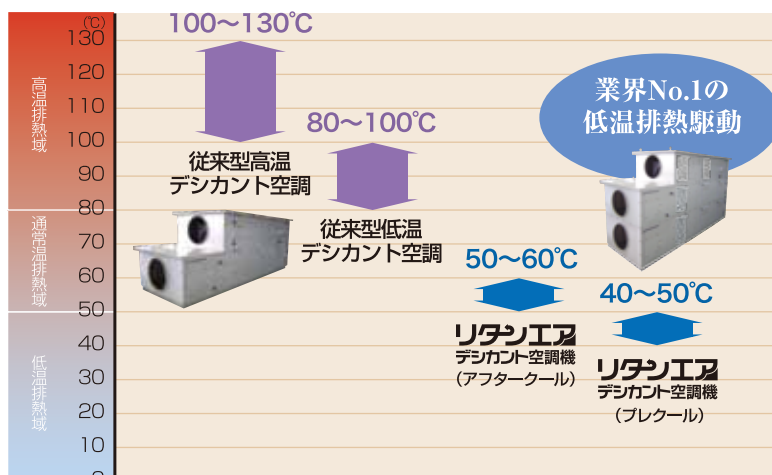 (℃)
130
120
110
100
90
80
70
60
50
40
30
20
10
0
高温排熱域
通常温排熱域
低温排熱域
100〜130℃
従来型高温
デシカント空調
80〜100℃
従来型低温
デシカント空調
業界No.1の
低温排熱駆動
50〜60℃
リターンエア
デシカント空調機
（アフタークール）
40〜50℃
リターンエア
デシカント空調機
（プレクール）